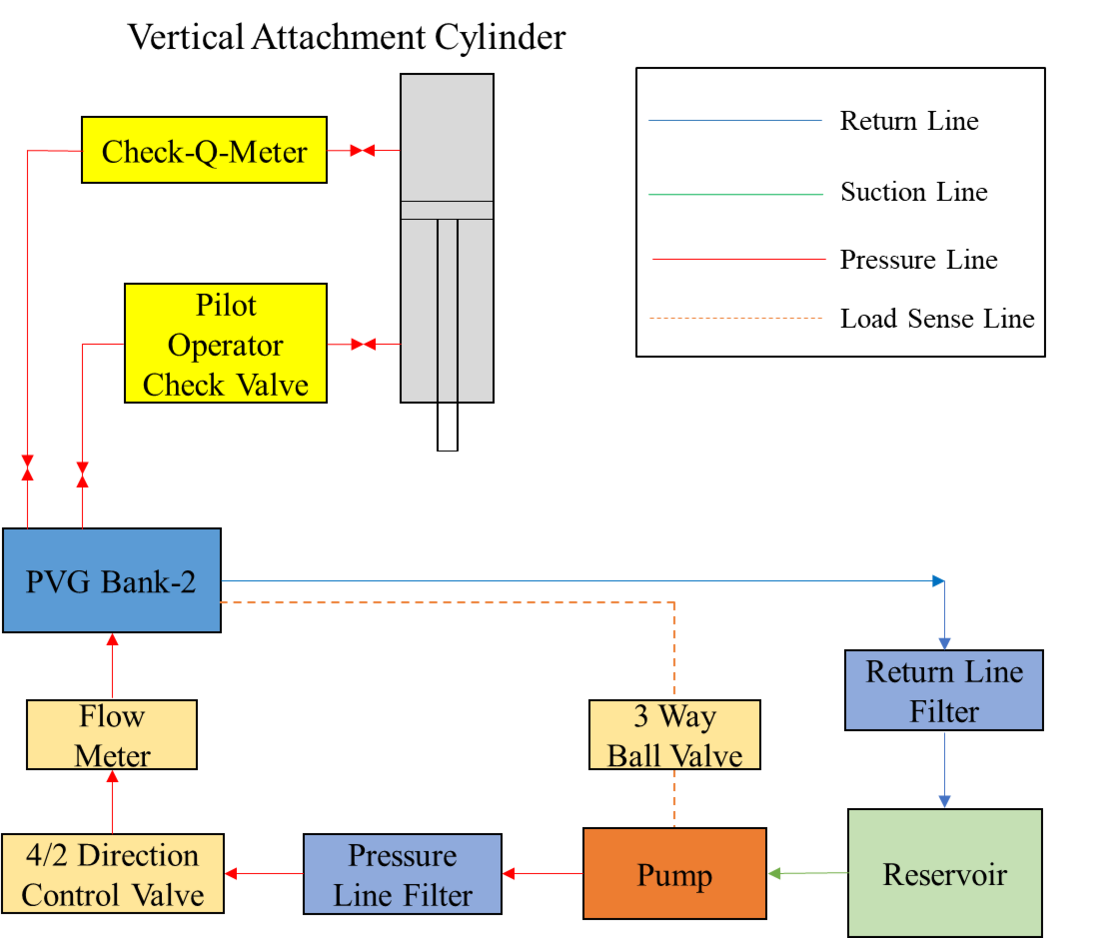 Vertical Attachment Cylinder
Check-Q-Meter
Return Line
Suction Line
Pressure Line
Load Sense Line
Pilot
Operator
Check Valve
PVG Bank-2
Return Line
Filter
Flow
Meter
3 Way
Ball Valve
4/2 Direction
Control Valve
Pressure
Line Filter
Pump
Reservoir